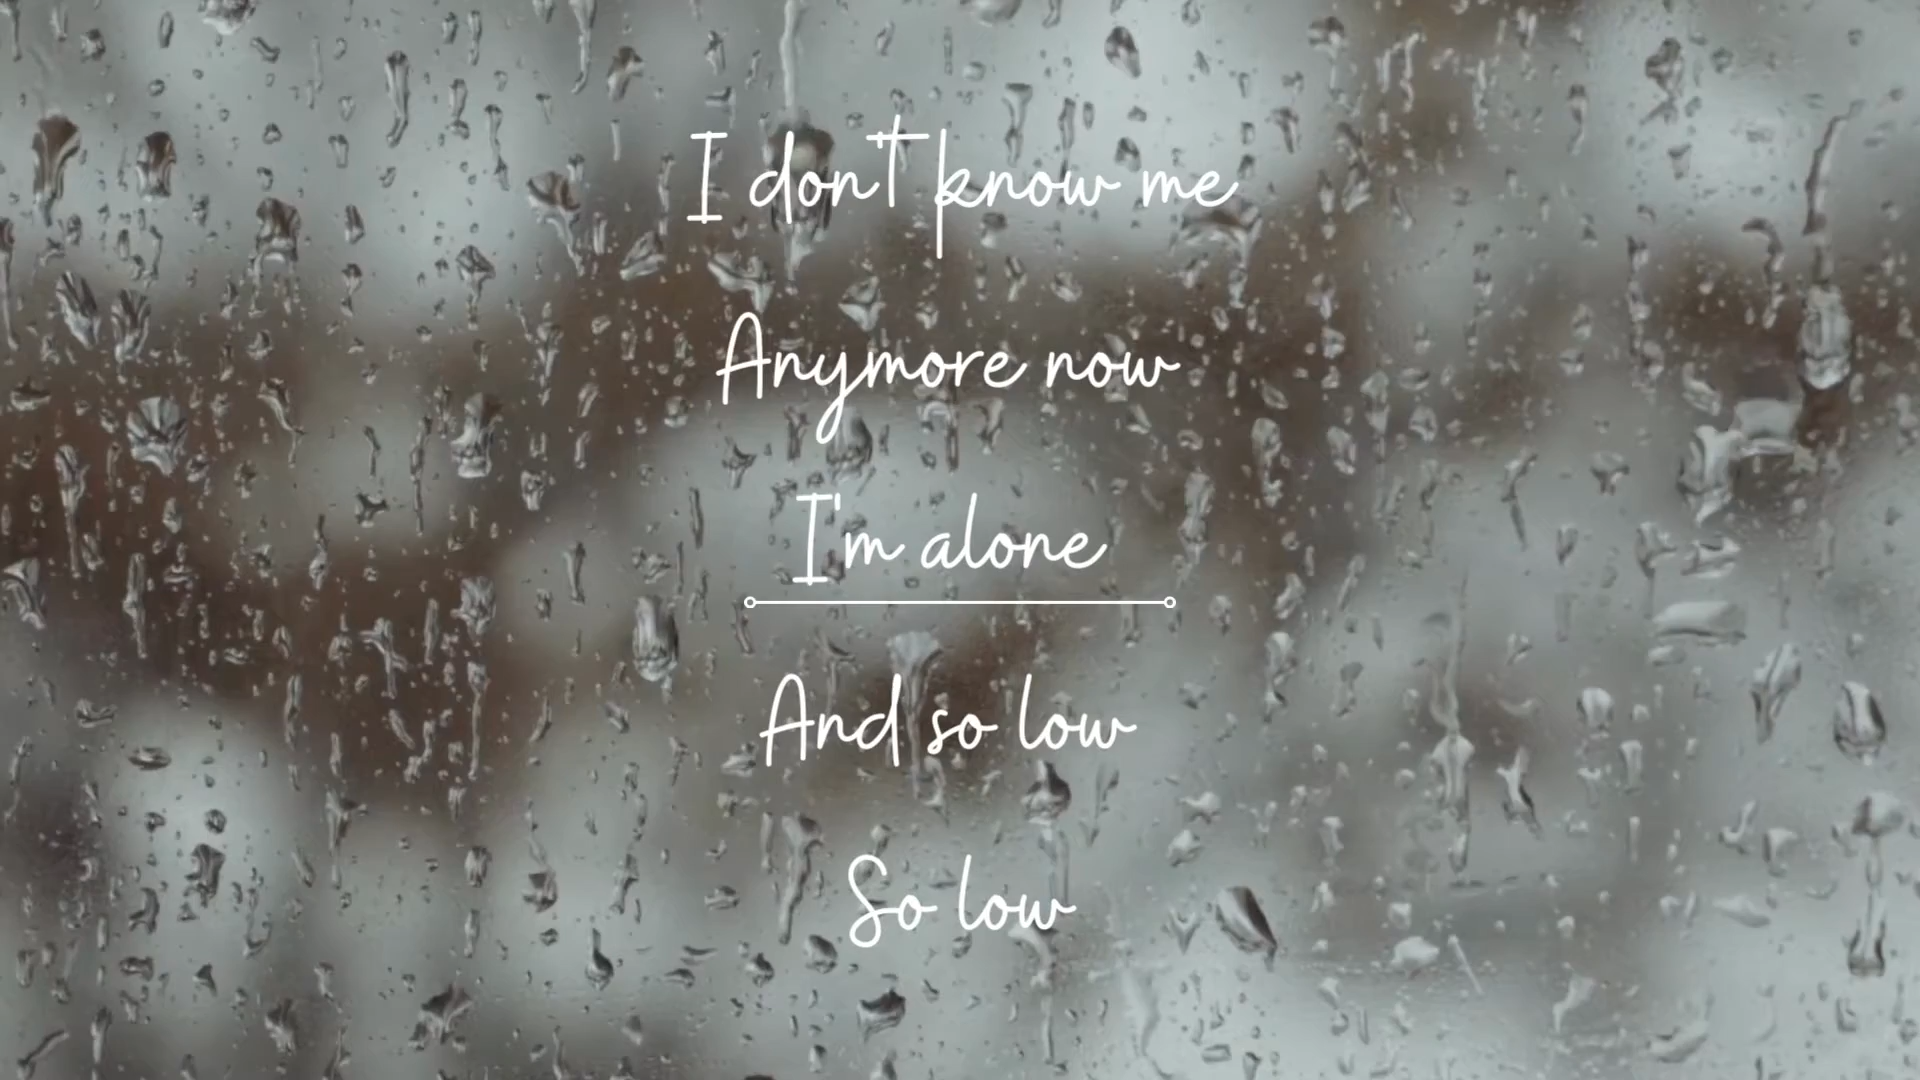 I don't know me
Anymore now
I'm alone
And so low
So low